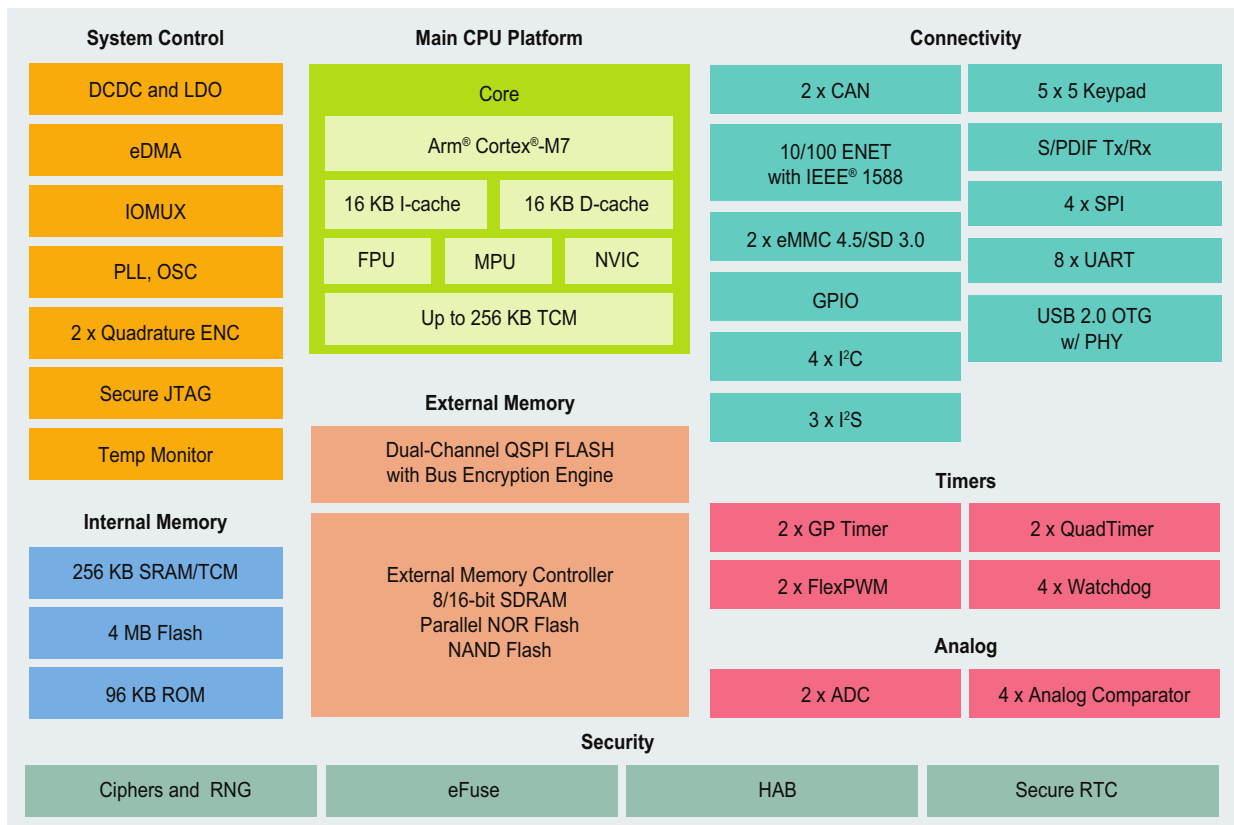 System Control
DCDC and LDO
eDMA
IOMUX
PLL, OSC
2 x Quadrature ENC
Secure JTAG
Temp Monitor
Internal Memory
256 KB SRAM/TCM
4 MB Flash
96 KB ROM
Main CPU Platform
Core
Arm® Cortex®-M7
16 KB I-cache
16 KB D-cache
FPU
MPU
NVIC
Up to 256 KB TCM
External Memory
Dual-Channel QSPI FLASH
with Bus Encryption Engine
External Memory Controller
8/16-bit SDRAM
Parallel NOR Flash
NAND Flash
Connectivity
2 x CAN
10/100 ENET
with IEEE® 1588
2 x eMMC 4.5/SD 3.0
GPIO
4 x I²C
3 x I²S
5 x 5 Keypad
S/PDIF Tx/Rx
4 x SPI
8 x UART
USB 2.0 OTG
w/ PHY
Timers
2 x GP Timer
2 x QuadTimer
2 x FlexPWM
4 x Watchdog
Analog
2 x ADC
4 x Analog Comparator
Security
Ciphers and RNG
eFuse
HAB
Secure RTC